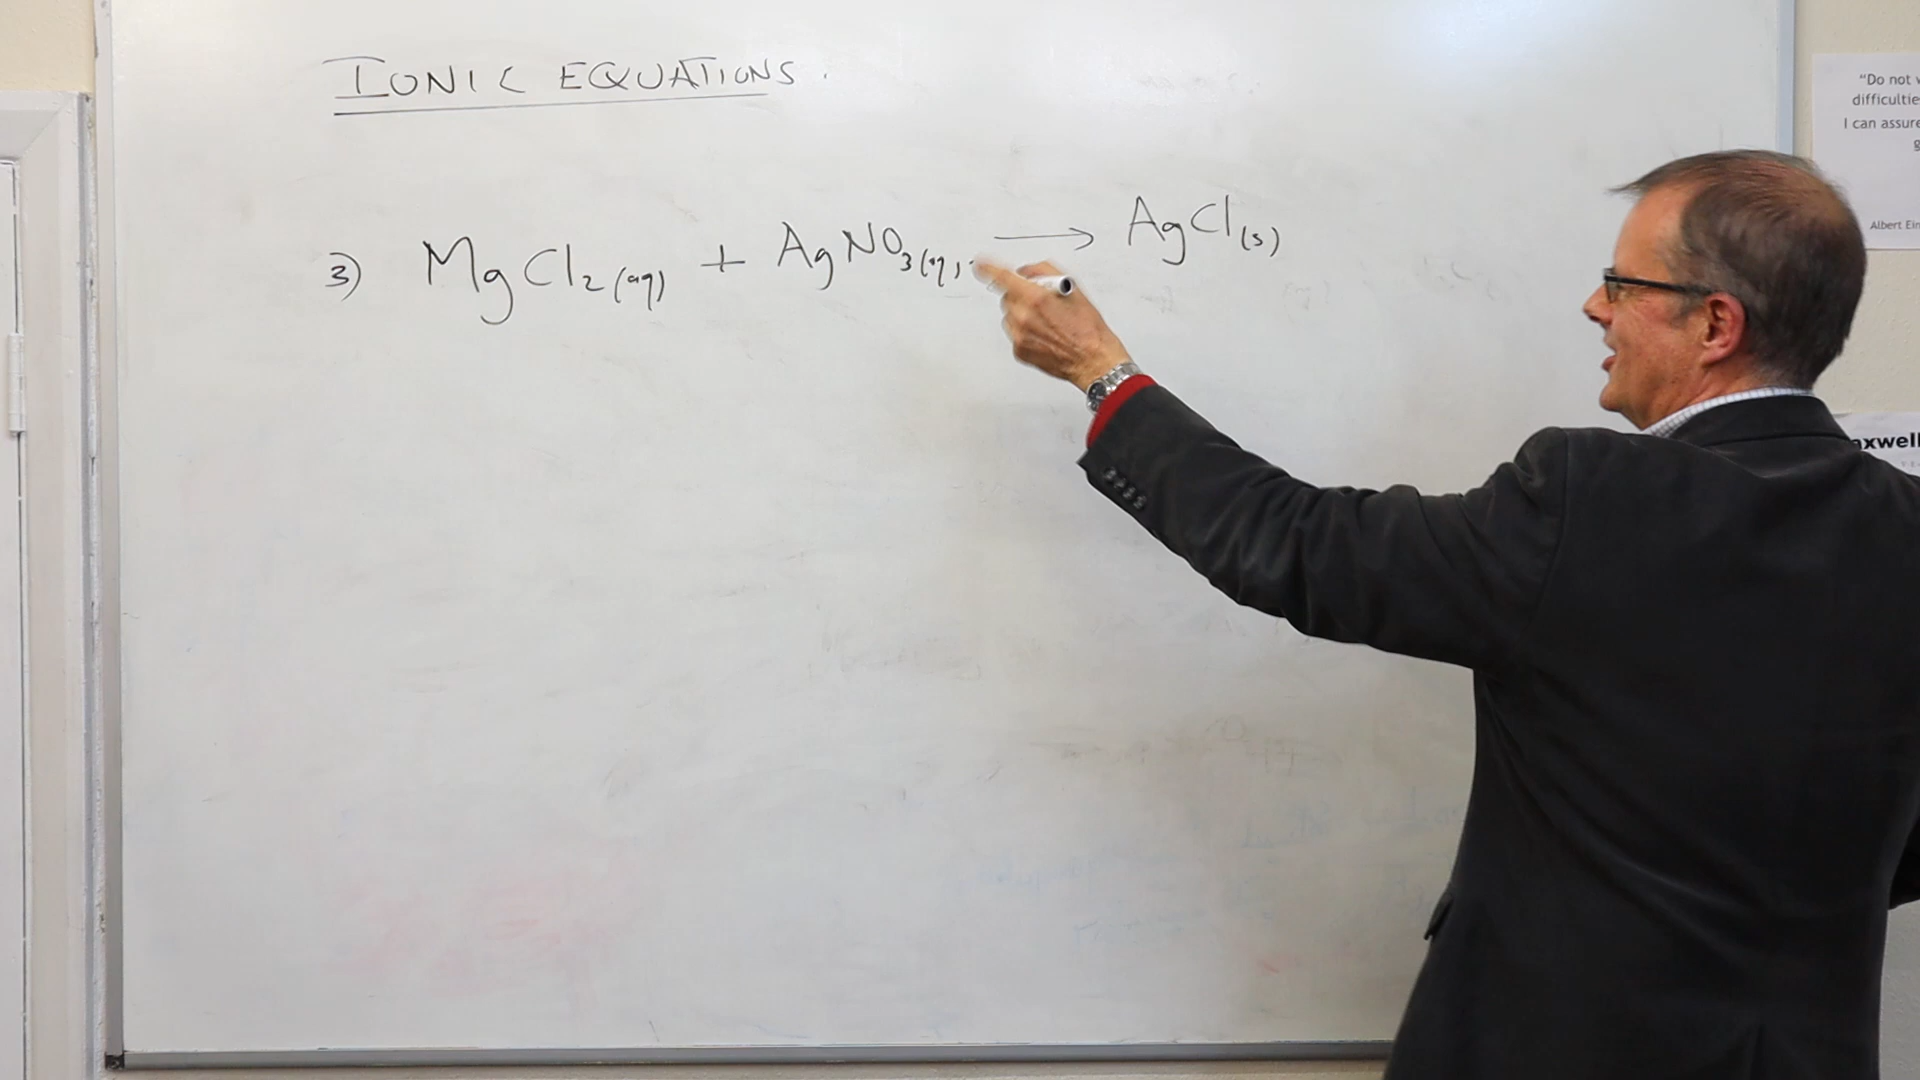 IONIC EQUATIONS.
3) MgCl₂(aq) + AgNO₃(aq) → AgCl(s)
“Do not
difficultie
I can assure
g
Albert Ein
axwell